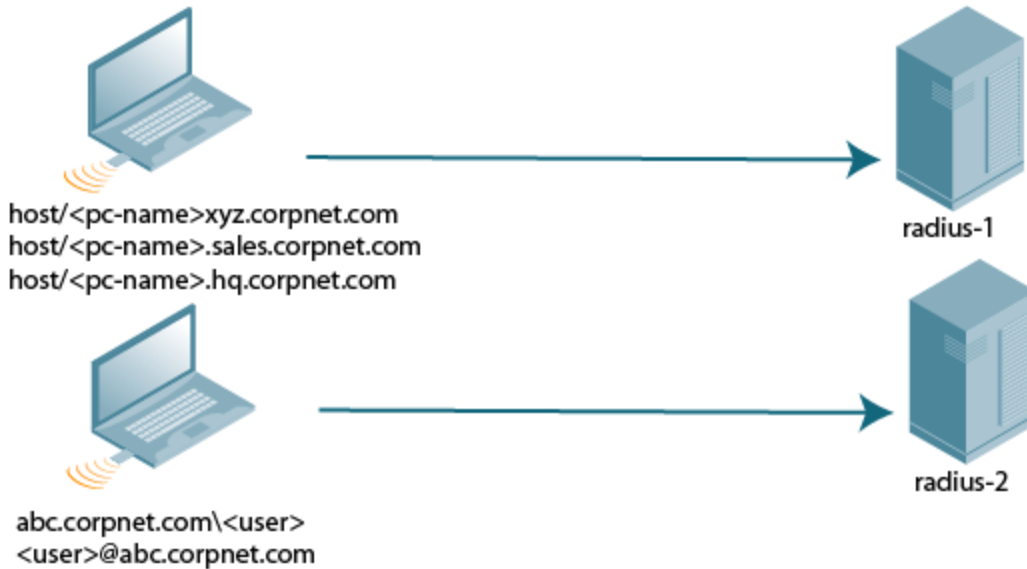 host/<pc-name>xyz.corpnet.com
host/<pc-name>.sales.corpnet.com
host/<pc-name>.hq.corpnet.com
radius-1
abc.corpnet.com\<user>
<user>@abc.corpnet.com
radius-2